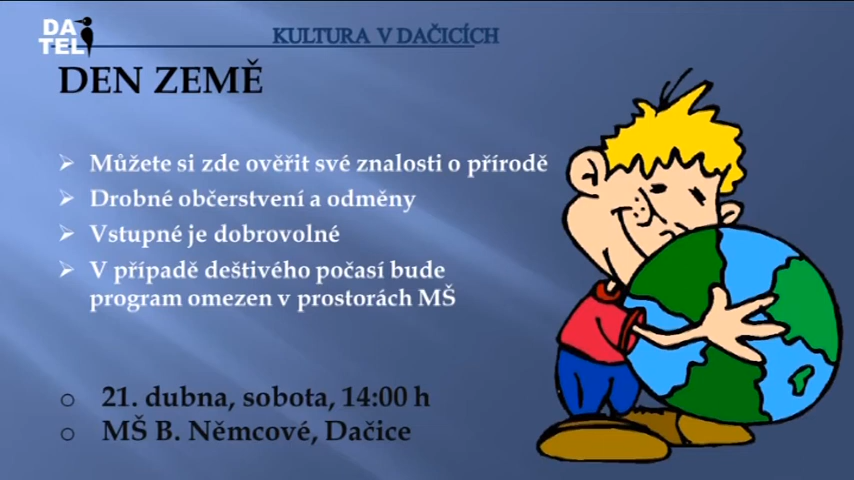 DA
TEL
KULTURA V DAČICÍCH
DEN ZEMĚ
Můžete si zde ověřit své znalosti o přírodě
Drobné občerstvení a odměny
Vstupné je dobrovolné
V případě deštivého počasí bude
program omezen v prostorách MŠ
21. dubna, sobota, 14:00 h
MŠ B. Němcové, Dačice